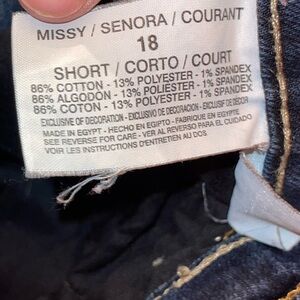 MISSY / SENORA / COURANT
18
SHORT / CORTO / COURT
86% COTTON - 13% POLYESTER - 1% SPANDEX
86% ALGODON - 13% POLIESTER - 1% SPANDEX
86% COTON - 13% POLYESTER - 1% SPANDEX
EXCLUSIVE OF DECORATION - EXCLUSIVO DE DECORACION - EXCLUSIF DE DECOR
MADE IN EGYPT - HECHO EN EGIPTO - FABRIQUE EN EGYPT
SEE REVERSE FOR CARE - VER AL REVERSO PARA EL CUIDADO
VOIR LES INSTRUCTIONS D'ENTRETIEN AU DOS